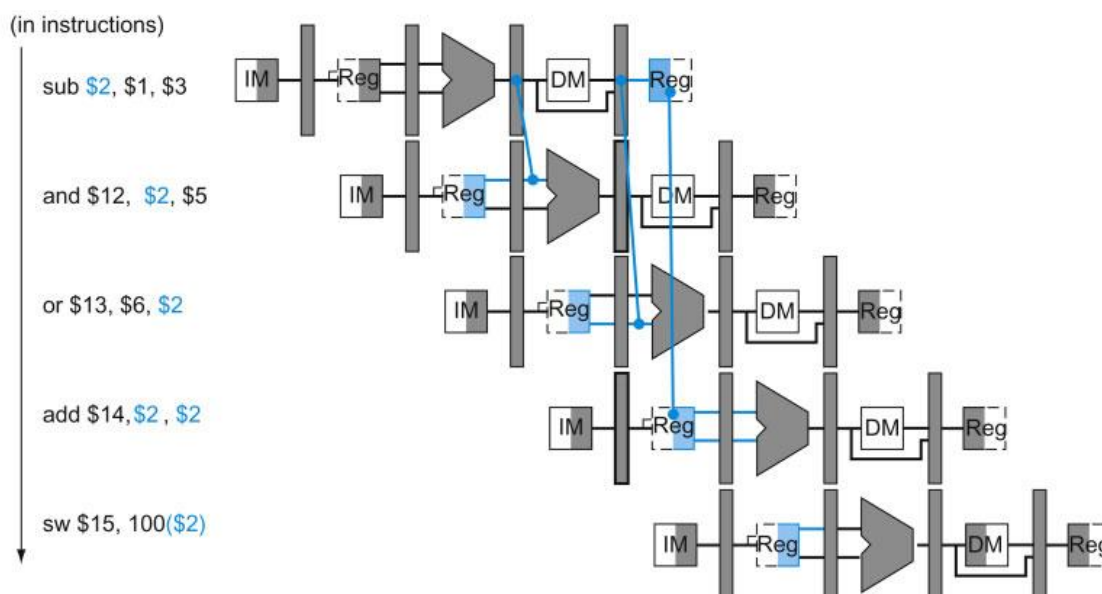 (in instructions)
sub $2, $1, $3
IM Reg DM Reg
and $12, $2, $5
IM Reg DM Reg
or $13, $6, $2
IM Reg DM Reg
add $14,$2 , $2
IM Reg DM Reg
sw $15, 100($2)
IM Reg DM Reg